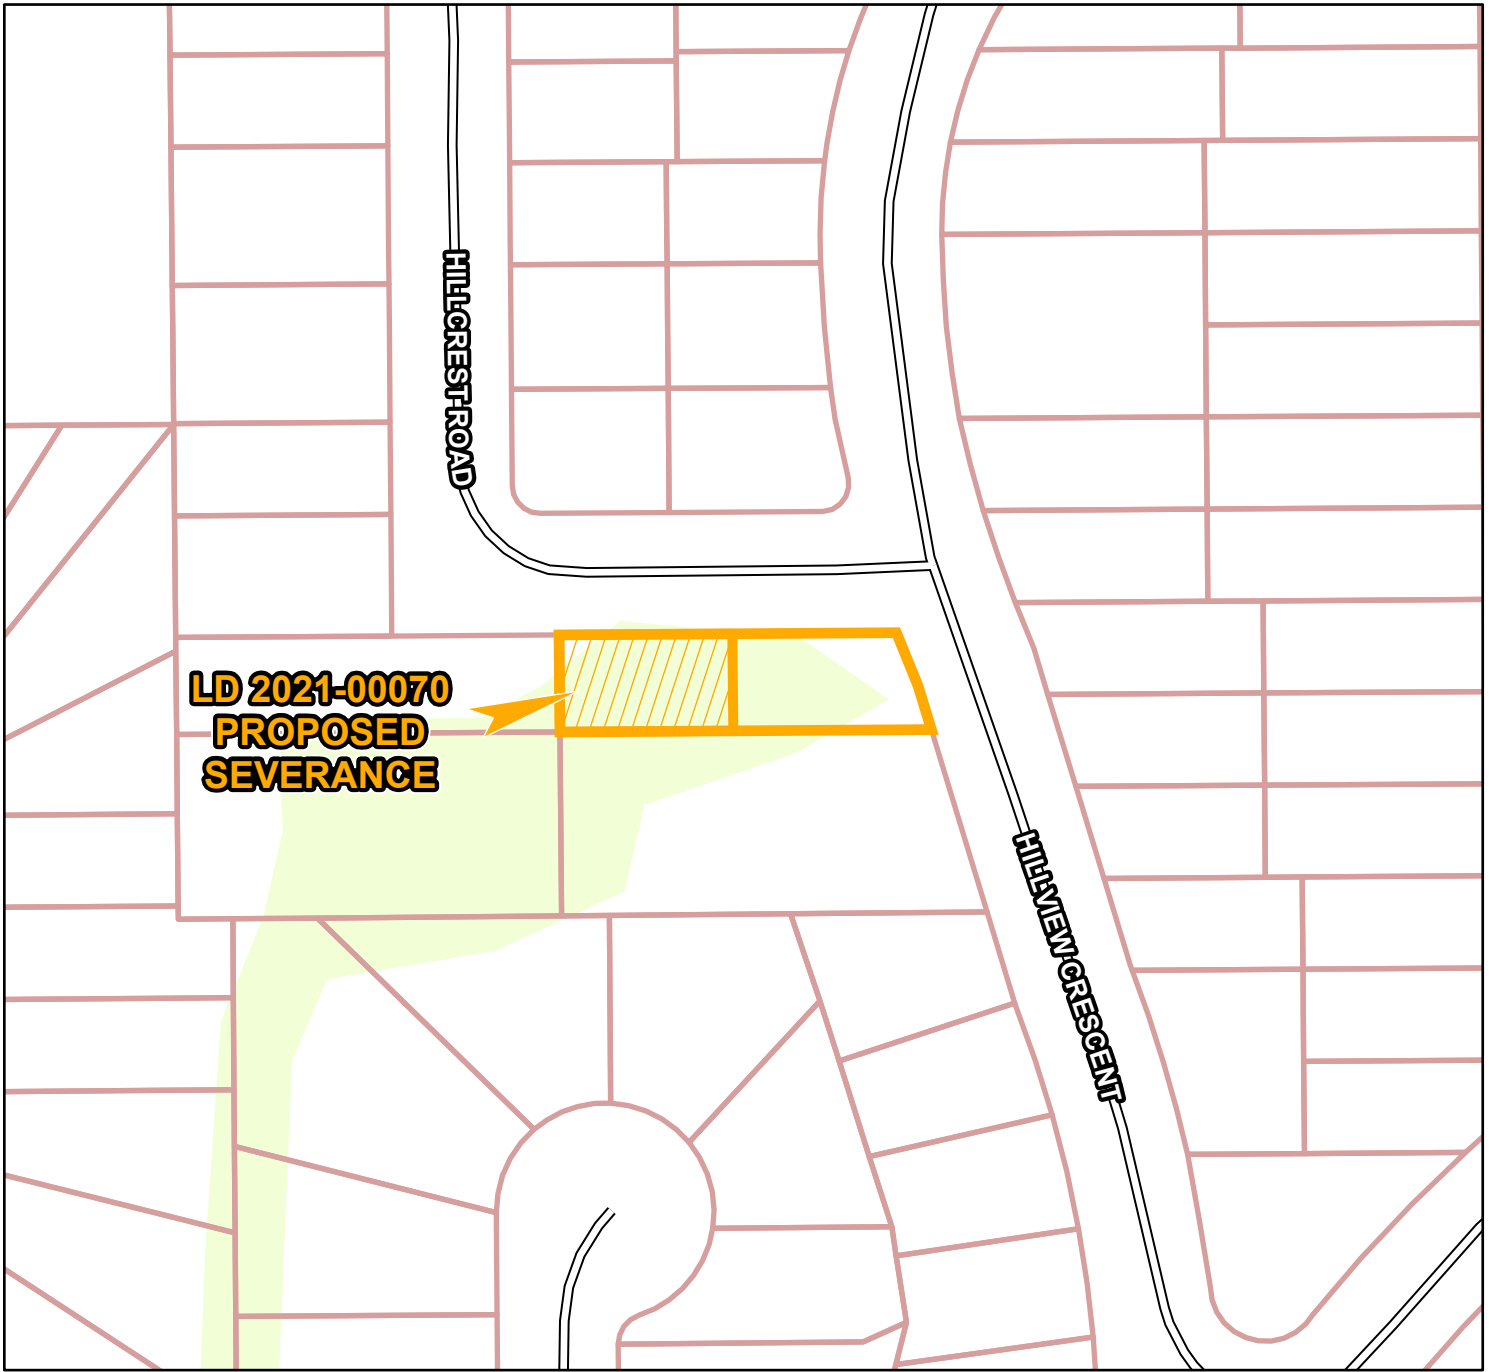 HILLCREST ROAD
LD 2021-00070
PROPOSED
SEVERANCE
HILLVIEW CRESCENT